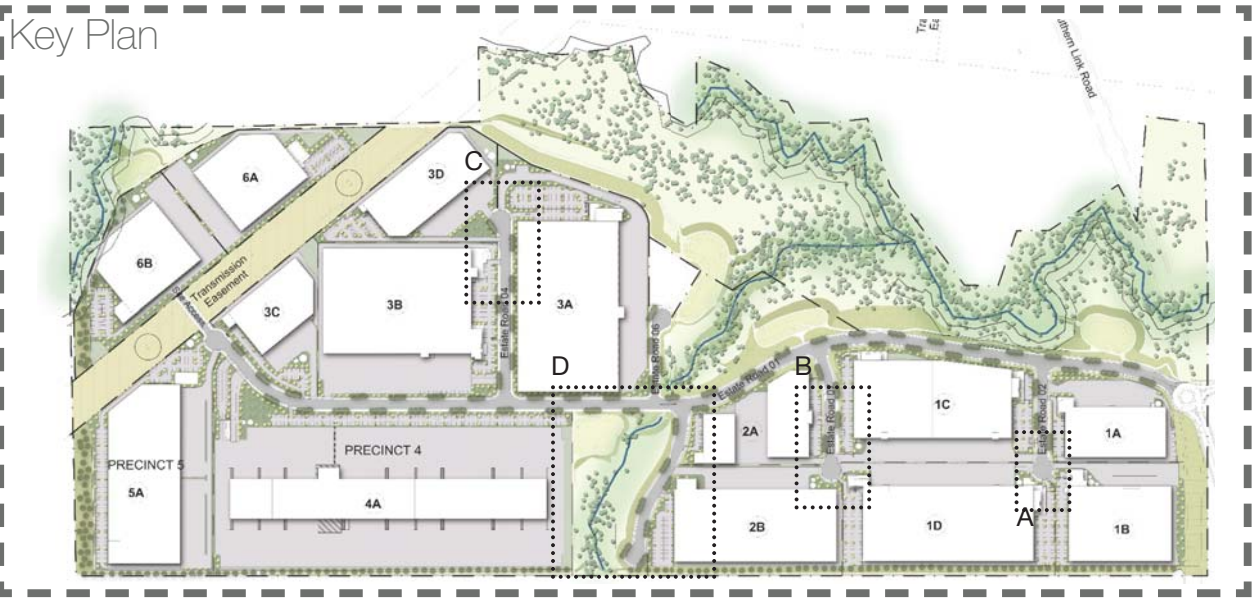 Key Plan
uthern Link Road
C
3D
6A
6B
Transmission
Easement
3C
3B
3A
Estate Road 04
Estate Road 06
D
Estate Road 01
B
1C
Estate Road 02
1A
2A
PRECINCT 4
PRECINCT 5
5A
4A
2B
1D
A
1B